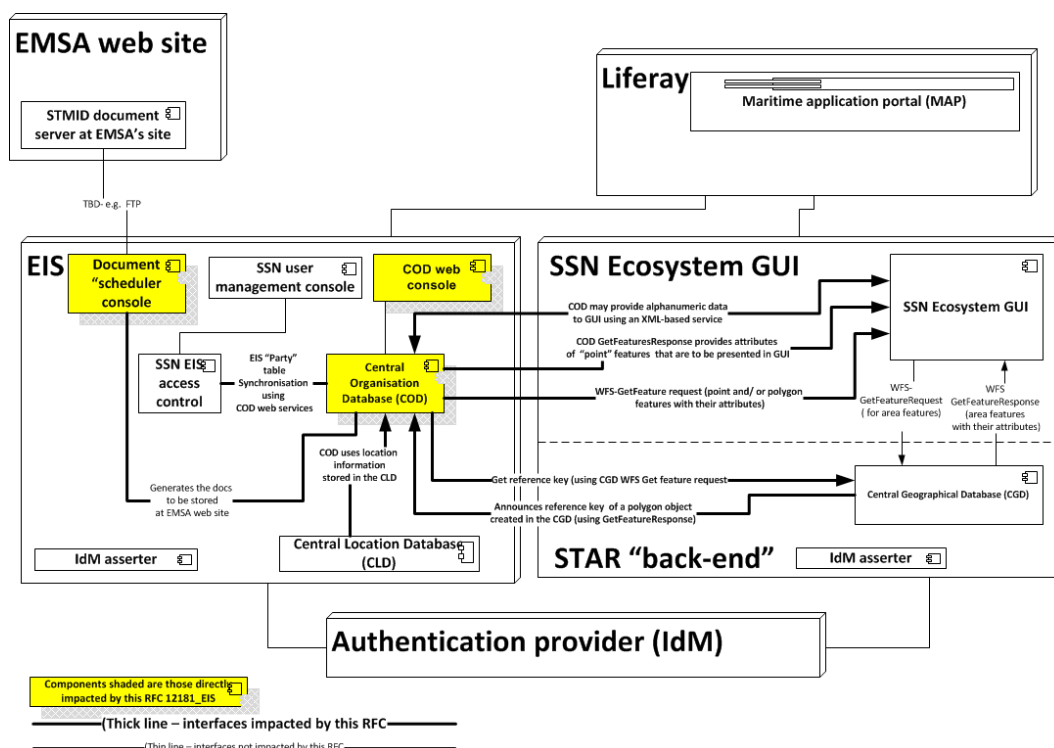 EMSA web site
STMID document
server at EMSA's site
TBD- e.g. FTP
Liferay
Maritime application portal (MAP)
EIS
Document
"scheduler
console
SSN user
management console
COD web
console
SSN EIS
access
control
EIS "Party"
table
Synchronisation
using
COD web services
Central
Organisation
Database (COD)
COD uses location
information
stored in the CLD
Generates the docs
to be stored
at EMSA web site
Central Location Database
(CLD)
IdM asserter
SSN Ecosystem GUI
SSN Ecosystem GUI
COD may provide alphanumeric data
to GUI using an XML-based service
COD GetFeaturesResponse provides attributes
of "point" features that are to be presented in GUI
WFS-GetFeature request (point and/ or polygon
features with their attributes)
WFS-
GetFeatureRequest
( for area features)
WFS
GetFeatureResponse
(area features
with their attributes)
Get reference key (using CGD WFS Get feature request
Announces reference key of a polygon object
created in the CGD (using GetFeatureResponse)
Central Geographical Database (CGD)
STAR "back-end"
IdM asserter
Authentication provider (IdM)
Components shaded are those directly
impacted by this RFC 12181_EIS
(Thick line – interfaces impacted by this RFC
(Thin line – interfaces not impacted by this RFC